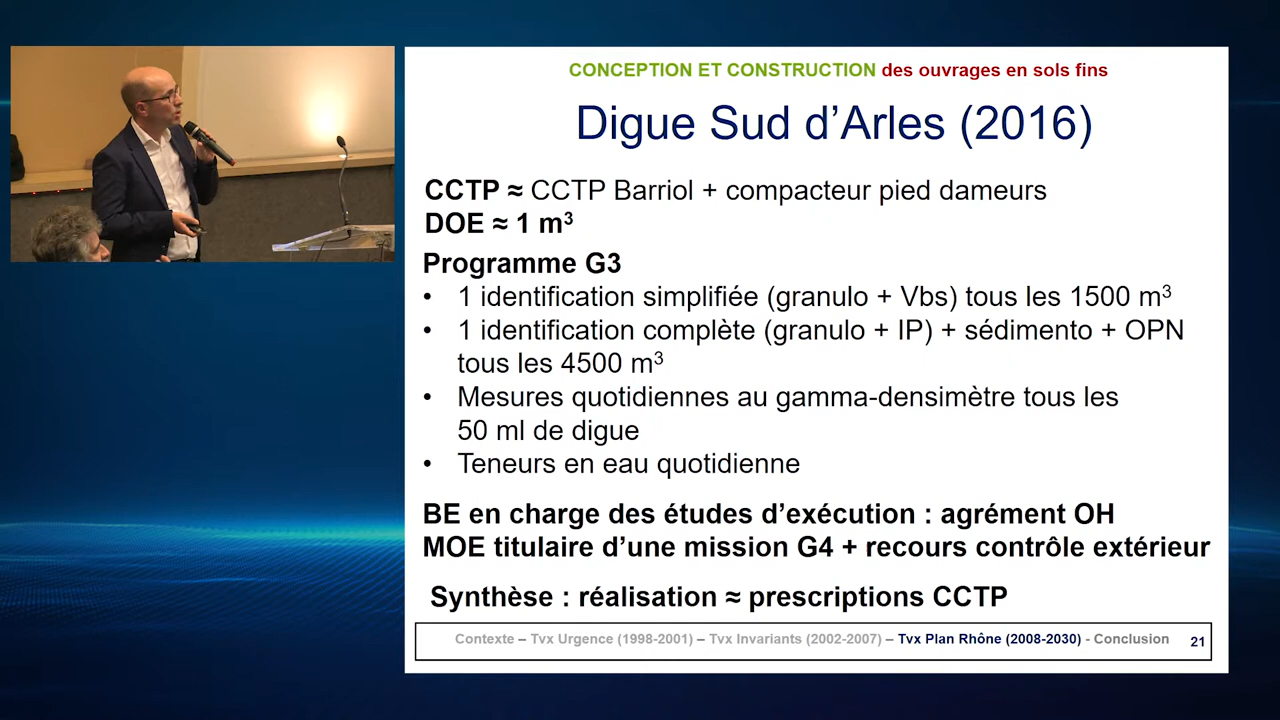 CONCEPTION ET CONSTRUCTION des ouvrages en sols fins
Digue Sud d’Arles (2016)
CCTP ≈ CCTP Barriol + compacteur pied dameurs
DOE ≈ 1 m³
Programme G3
• 1 identification simplifiée (granulo + Vbs) tous les 1500 m³
• 1 identification complète (granulo + IP) + sédimento + OPN
tous les 4500 m³
• Mesures quotidiennes au gamma-densimètre tous les
50 ml de digue
• Teneurs en eau quotidienne
BE en charge des études d’exécution : agrément OH
MOE titulaire d’une mission G4 + recours contrôle extérieur
Synthèse : réalisation ≈ prescriptions CCTP
Contexte – Tvx Urgence (1998-2001) – Tvx Invariants (2002-2007) – Tvx Plan Rhône (2008-2030) - Conclusion 21